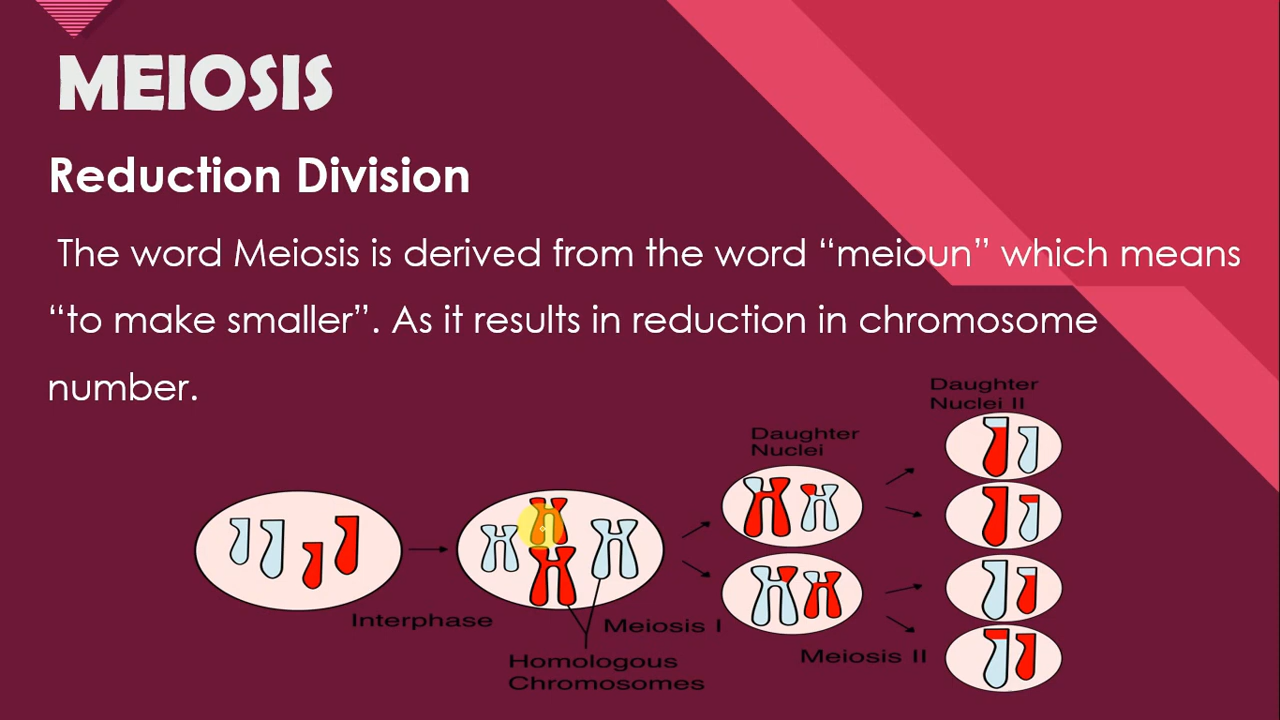 MEIOSIS
Reduction Division
The word Meiosis is derived from the word “meioun” which means
“to make smaller”. As it results in reduction in chromosome
number.
Daughter
Nuclei II
Daughter
Nuclei
Interphase
Meiosis I
Homologous
Chromosomes
Meiosis II